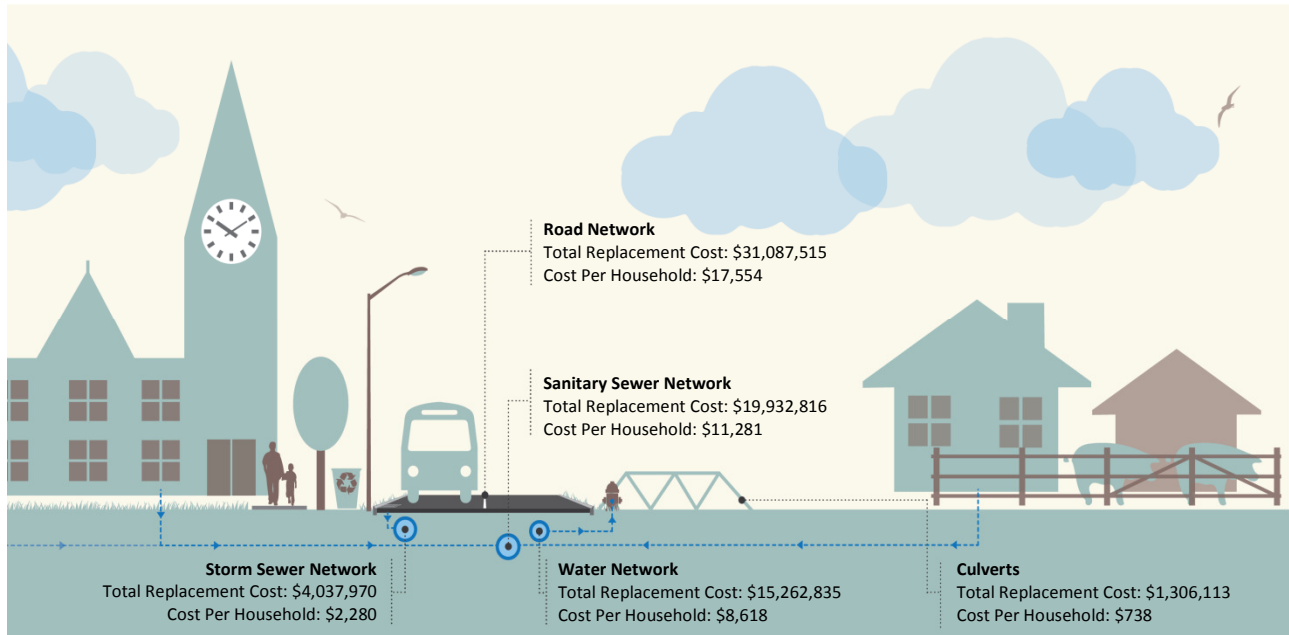 Road Network
Total Replacement Cost: $31,087,515
Cost Per Household: $17,554
Sanitary Sewer Network
Total Replacement Cost: $19,932,816
Cost Per Household: $11,281
Storm Sewer Network
Total Replacement Cost: $4,037,970
Cost Per Household: $2,280
Water Network
Total Replacement Cost: $15,262,835
Cost Per Household: $8,618
Culverts
Total Replacement Cost: $1,306,113
Cost Per Household: $738